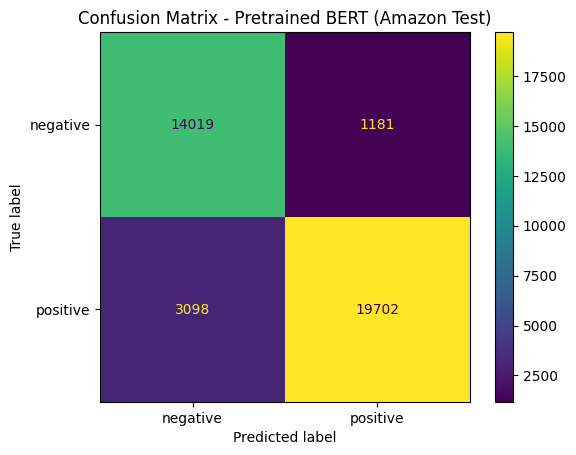 Confusion Matrix - Pretrained BERT (Amazon Test)
True label
negative
14019
1181
positive
3098
19702
negative
positive
Predicted label
17500
15000
12500
10000
7500
5000
2500